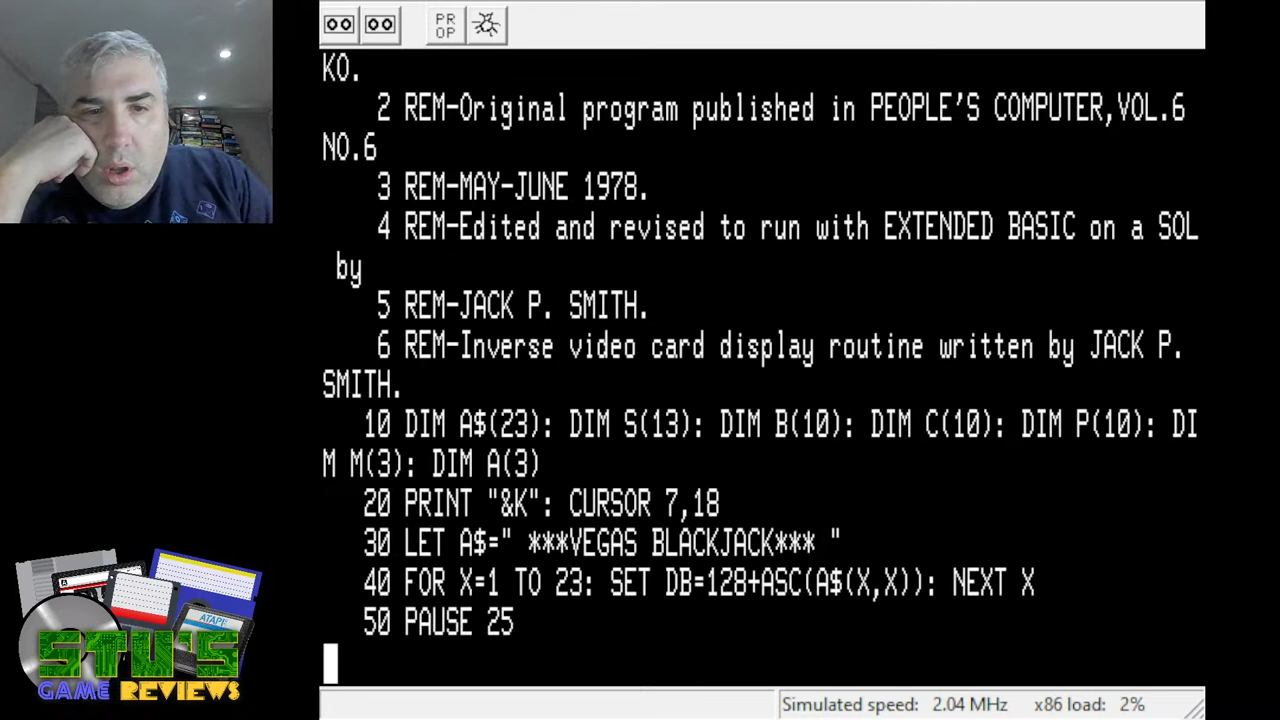 PR
OP
KO.
2 REM-Original program published in PEOPLE'S COMPUTER,VOL.6
NO.6
3 REM-MAY-JUNE 1978.
4 REM-Edited and revised to run with EXTENDED BASIC on a SOL
by
5 REM-JACK P. SMITH.
6 REM-Inverse video card display routine written by JACK P.
SMITH.
10 DIM A$(23): DIM S(13): DIM B(10): DIM C(10): DIM P(10): DI
M M(3): DIM A(3)
20 PRINT "&K": CURSOR 7,18
30 LET A$=" ***VEGAS BLACKJACK*** "
40 FOR X=1 TO 23: SET DB=128+ASC(A$(X,X)): NEXT X
50 PAUSE 25
ATARI
STU'S
GAME REVIEWS
Simulated speed: 2.04 MHz x86 load: 2%